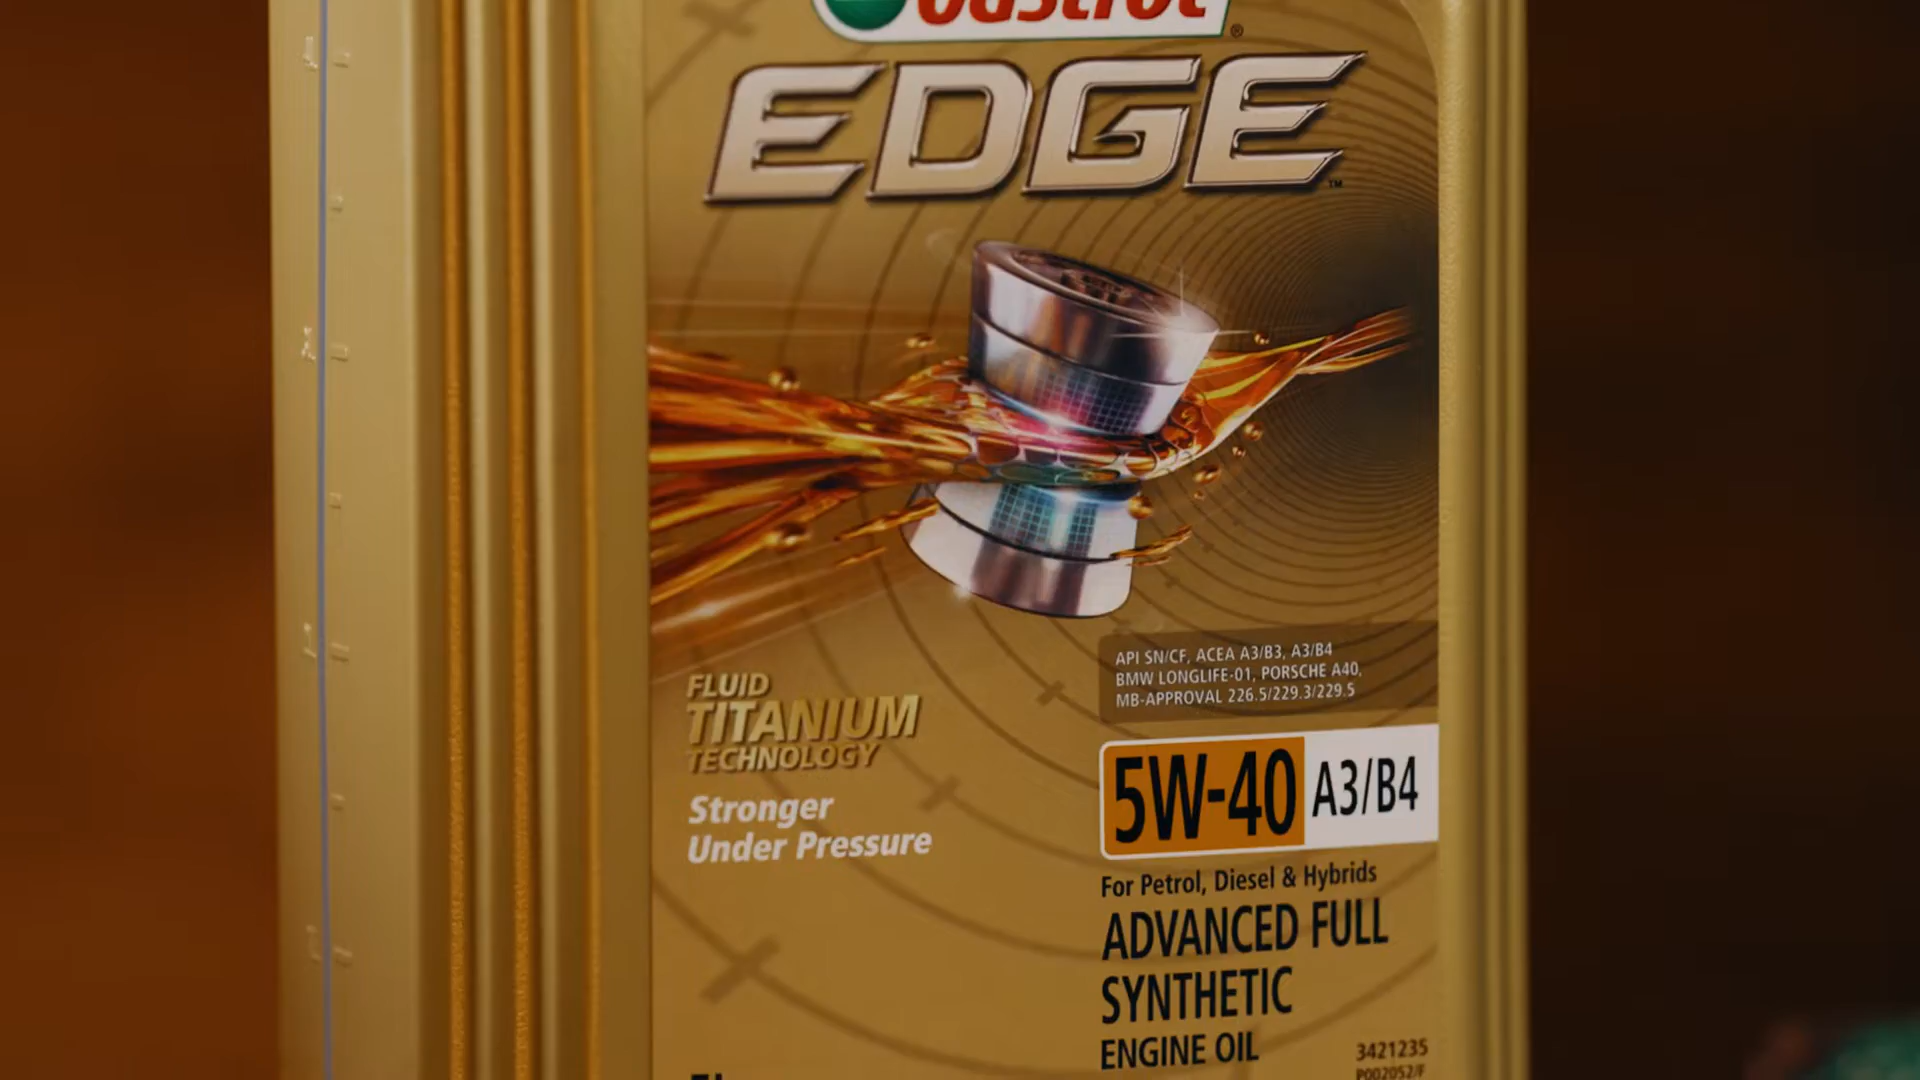 Castrol
EDGE
FLUID
TITANIUM
TECHNOLOGY
Stronger
Under Pressure
API SN/CF, ACEA A3/B3, A3/B4
BMW LONGLIFE-01, PORSCHE A40,
MB-APPROVAL 226.5/229.3/229.5
5W-40 A3/B4
For Petrol, Diesel & Hybrids
ADVANCED FULL
SYNTHETIC
ENGINE OIL
3421235
P002052/F